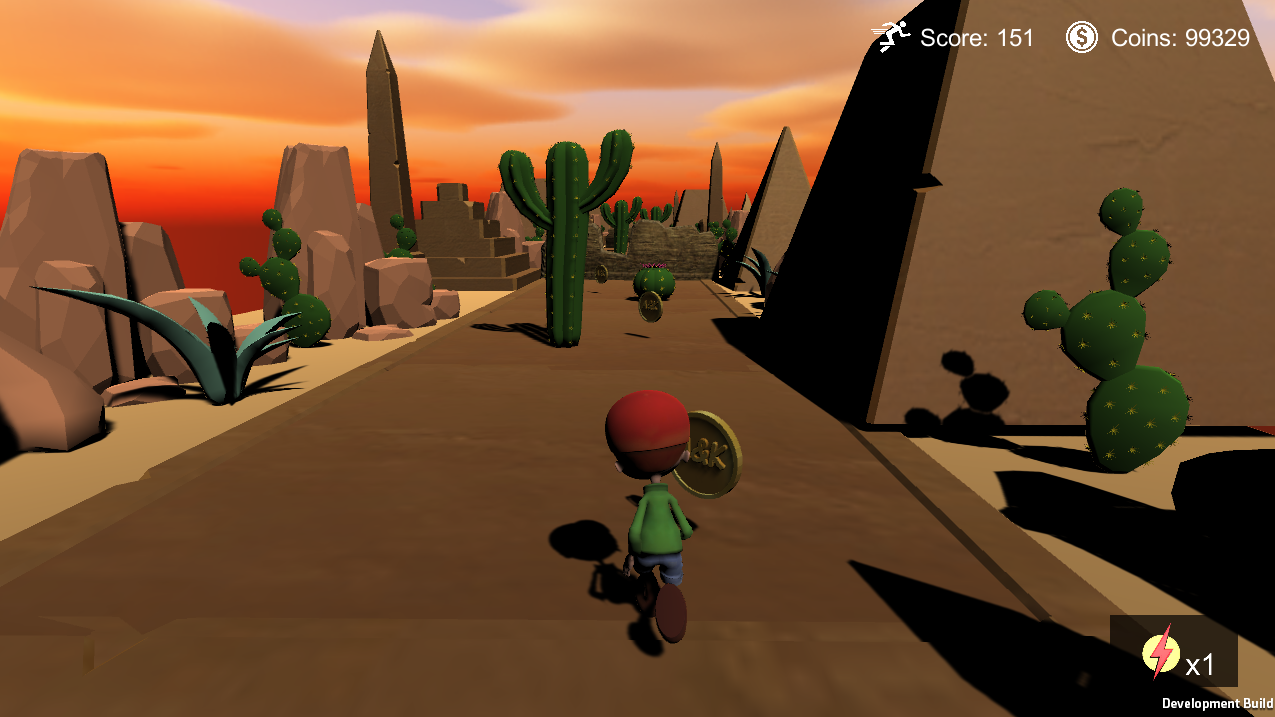 Score: 151
Coins: 99329
x1
Development Build